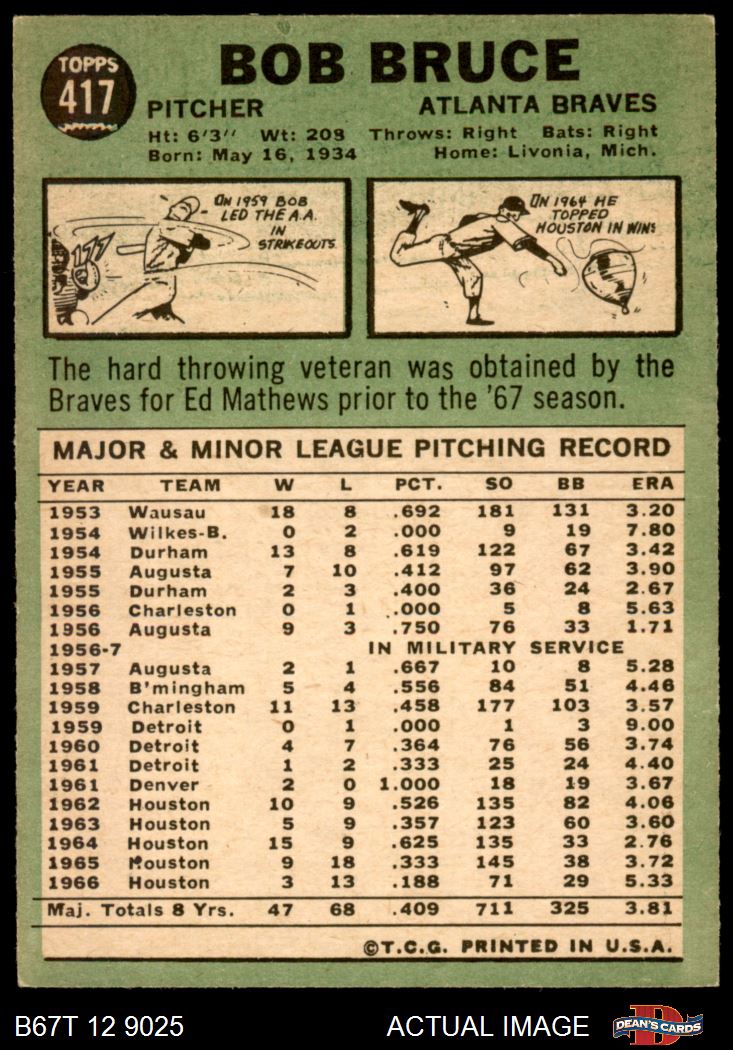 TOPPS
417
BOB BRUCE
PITCHER ATLANTA BRAVES
Ht: 6'3" Wt: 208 Throws: Right Bats: Right
Born: May 16, 1934 Home: Livonia, Mich.
ON 1959 BOB
LED THE A.A.
IN
STRIKEOUTS
ON 1964 HE
TOPPED
HOUSTON IN WINS
The hard throwing veteran was obtained by the
Braves for Ed Mathews prior to the '67 season.
MAJOR & MINOR LEAGUE PITCHING RECORD
YEAR TEAM W L PCT. SO BB ERA
1953 Wausau 18 8 .692 181 131 3.20
1954 Wilkes-B. 0 2 .000 9 19 7.80
1954 Durham 13 8 .619 122 67 3.42
1955 Augusta 7 10 .412 97 62 3.90
1955 Durham 2 3 .400 36 24 2.67
1956 Charleston 0 1 .000 5 8 5.63
1956 Augusta 9 3 .750 76 33 1.71
1956-7 IN MILITARY SERVICE
1957 Augusta 2 1 .667 10 8 5.28
1958 B'mingham 5 4 .556 84 51 4.46
1959 Charleston 11 13 .458 177 103 3.57
1959 Detroit 0 1 .000 1 3 9.00
1960 Detroit 4 7 .364 76 56 3.74
1961 Detroit 1 2 .333 25 24 4.40
1961 Denver 2 0 1.000 18 19 3.67
1962 Houston 10 9 .526 135 82 4.06
1963 Houston 5 9 .357 123 60 3.60
1964 Houston 15 9 .625 135 33 2.76
1965 Houston 9 18 .333 145 38 3.72
1966 Houston 3 13 .188 71 29 5.33
Maj. Totals 8 Yrs. 47 68 .409 711 325 3.81
©T.C.G. PRINTED IN U.S.A.
B67T 12 9025 ACTUAL IMAGE DEAN'S CARDS